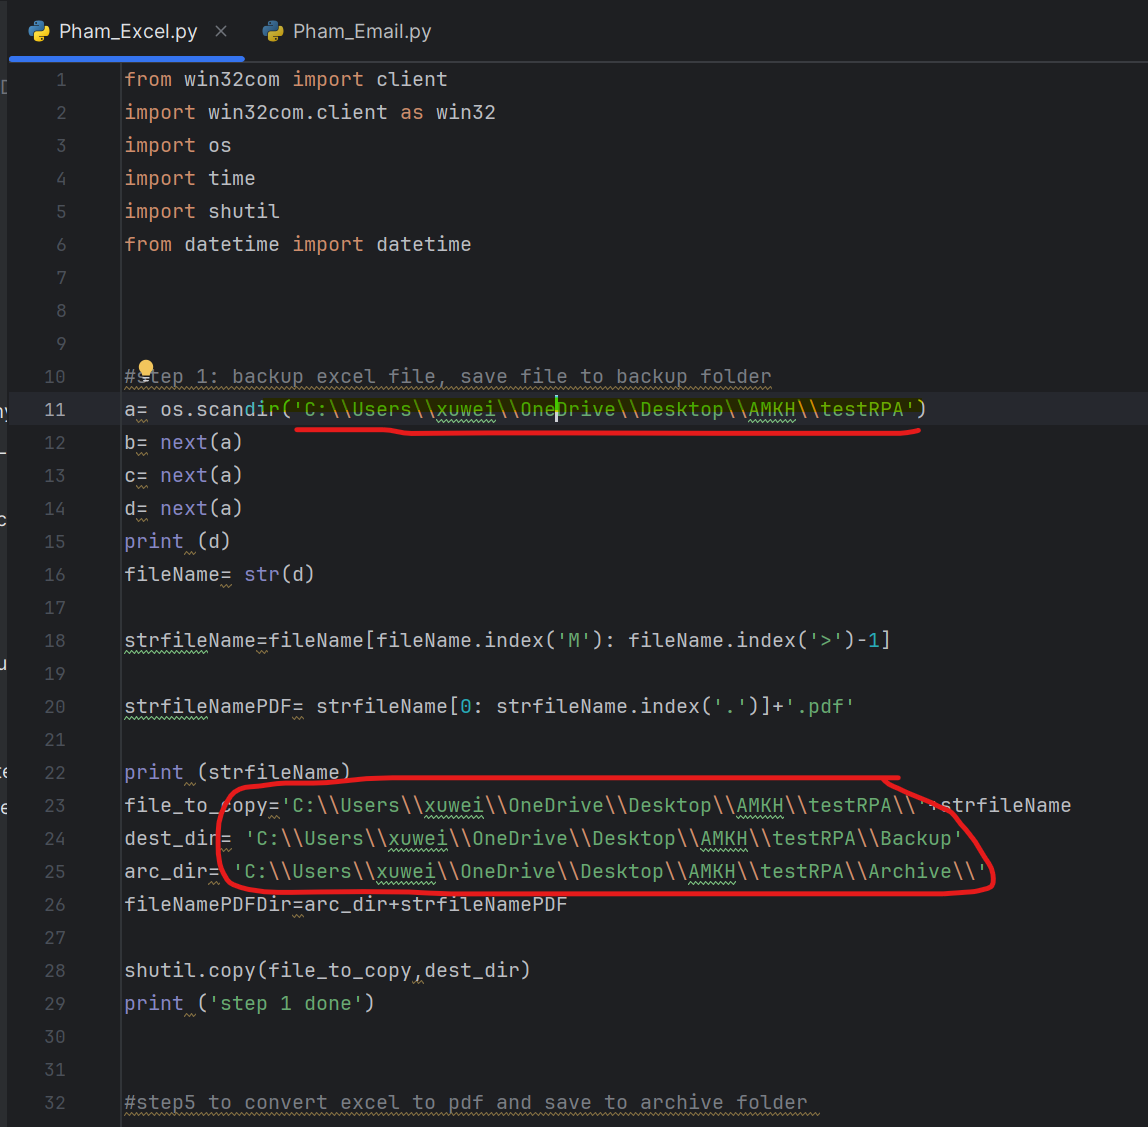 Pham_Excel.py × Pham_Email.py
1 from win32com import client
2 import win32com.client as win32
3 import os
4 import time
5 import shutil
6 from datetime import datetime
7
8
9
10 #step 1: backup excel file, save file to backup folder
11 a= os.scandir('C:\\Users\\xuwei\\OneDrive\\Desktop\\AMKH\\testRPA')
12 b= next(a)
13 c= next(a)
14 d= next(a)
15 print (d)
16 fileName= str(d)
17
18 strfileName=fileName[fileName.index('M'): fileName.index('>')-1]
19
20 strfileNamePDF= strfileName[0: strfileName.index('.')]+'.pdf'
21
22 print (strfileName)
23 file_to_copy='C:\\Users\\xuwei\\OneDrive\\Desktop\\AMKH\\testRPA\\'+strfileName
24 dest_dir= 'C:\\Users\\xuwei\\OneDrive\\Desktop\\AMKH\\testRPA\\Backup'
25 arc_dir= 'C:\\Users\\xuwei\\OneDrive\\Desktop\\AMKH\\testRPA\\Archive\\'
26 fileNamePDFDir=arc_dir+strfileNamePDF
27
28 shutil.copy(file_to_copy,dest_dir)
29 print ('step 1 done')
30
31
32 #step5 to convert excel to pdf and save to archive folder